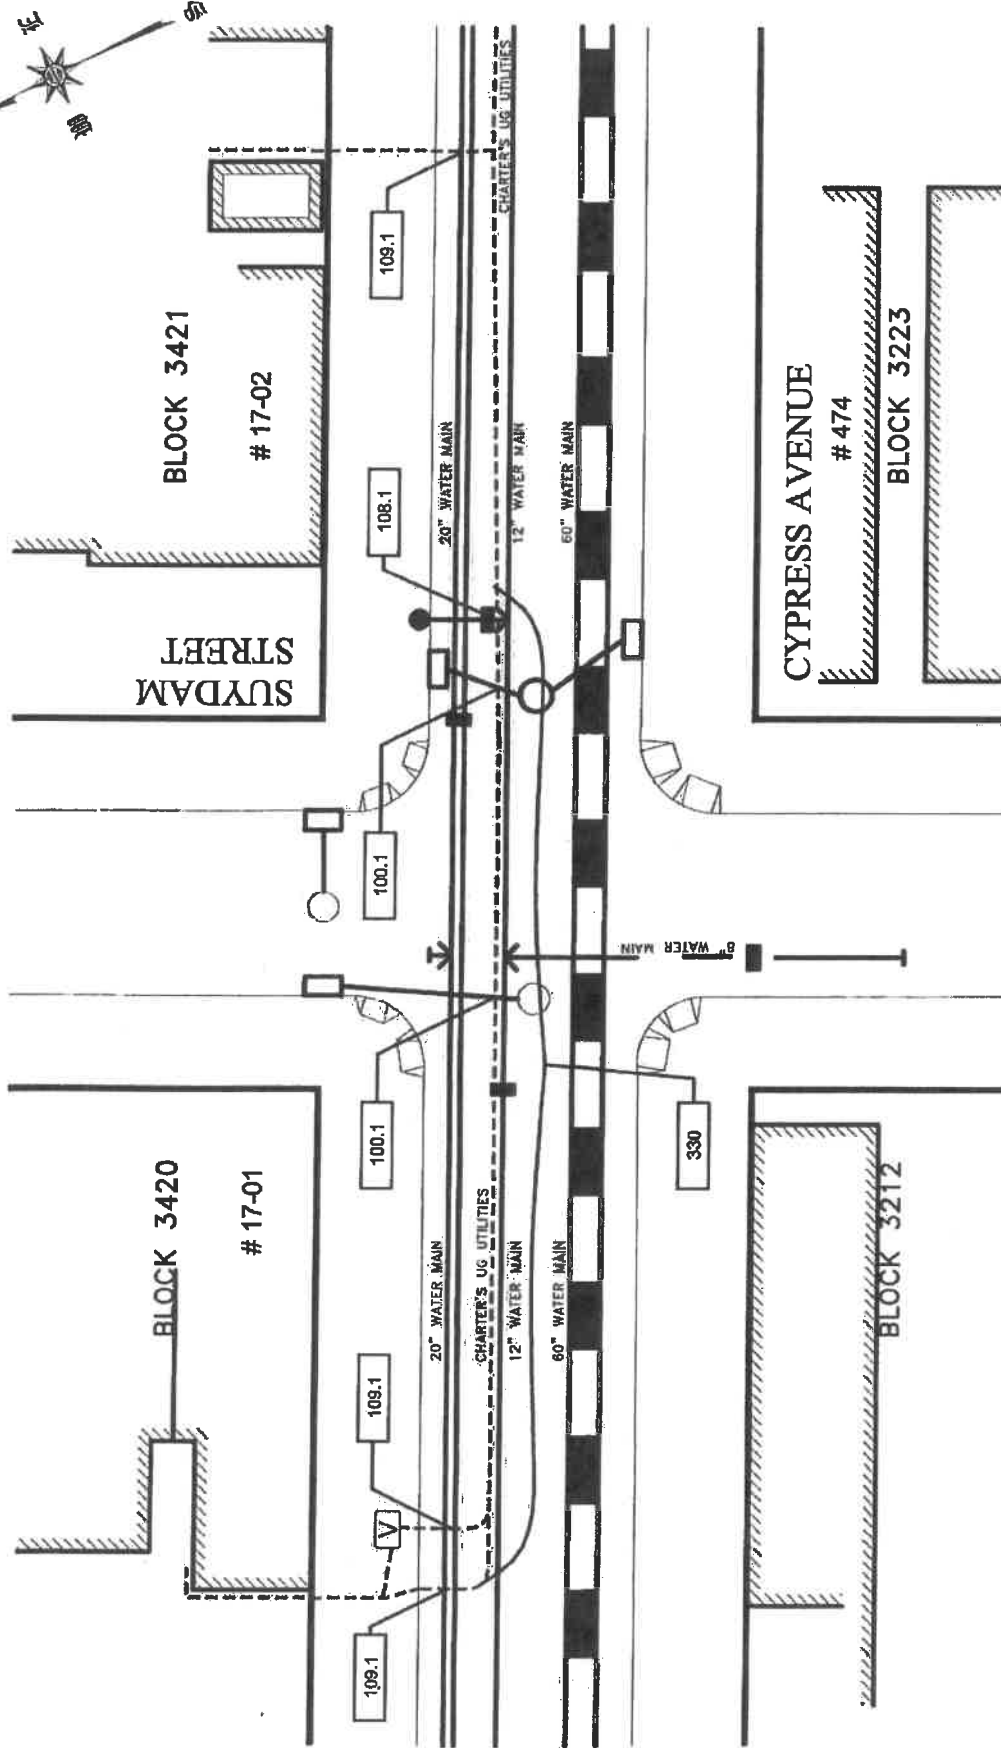 BLOCK 3421
# 17-02
109.1
CHARTER'S UG UTILITIES
20" WATER MAIN
12" WATER MAIN
60" WATER MAIN
108.1
SUYDAM
STREET
CYPRESS AVENUE
# 474
BLOCK 3223
100.1
8" WATER MAIN
100.1
330
BLOCK 3420
# 17-01
20" WATER MAIN
CHARTER'S UG UTILITIES
12" WATER MAIN
60" WATER MAIN
BLOCK 3212
109.1
V
109.1